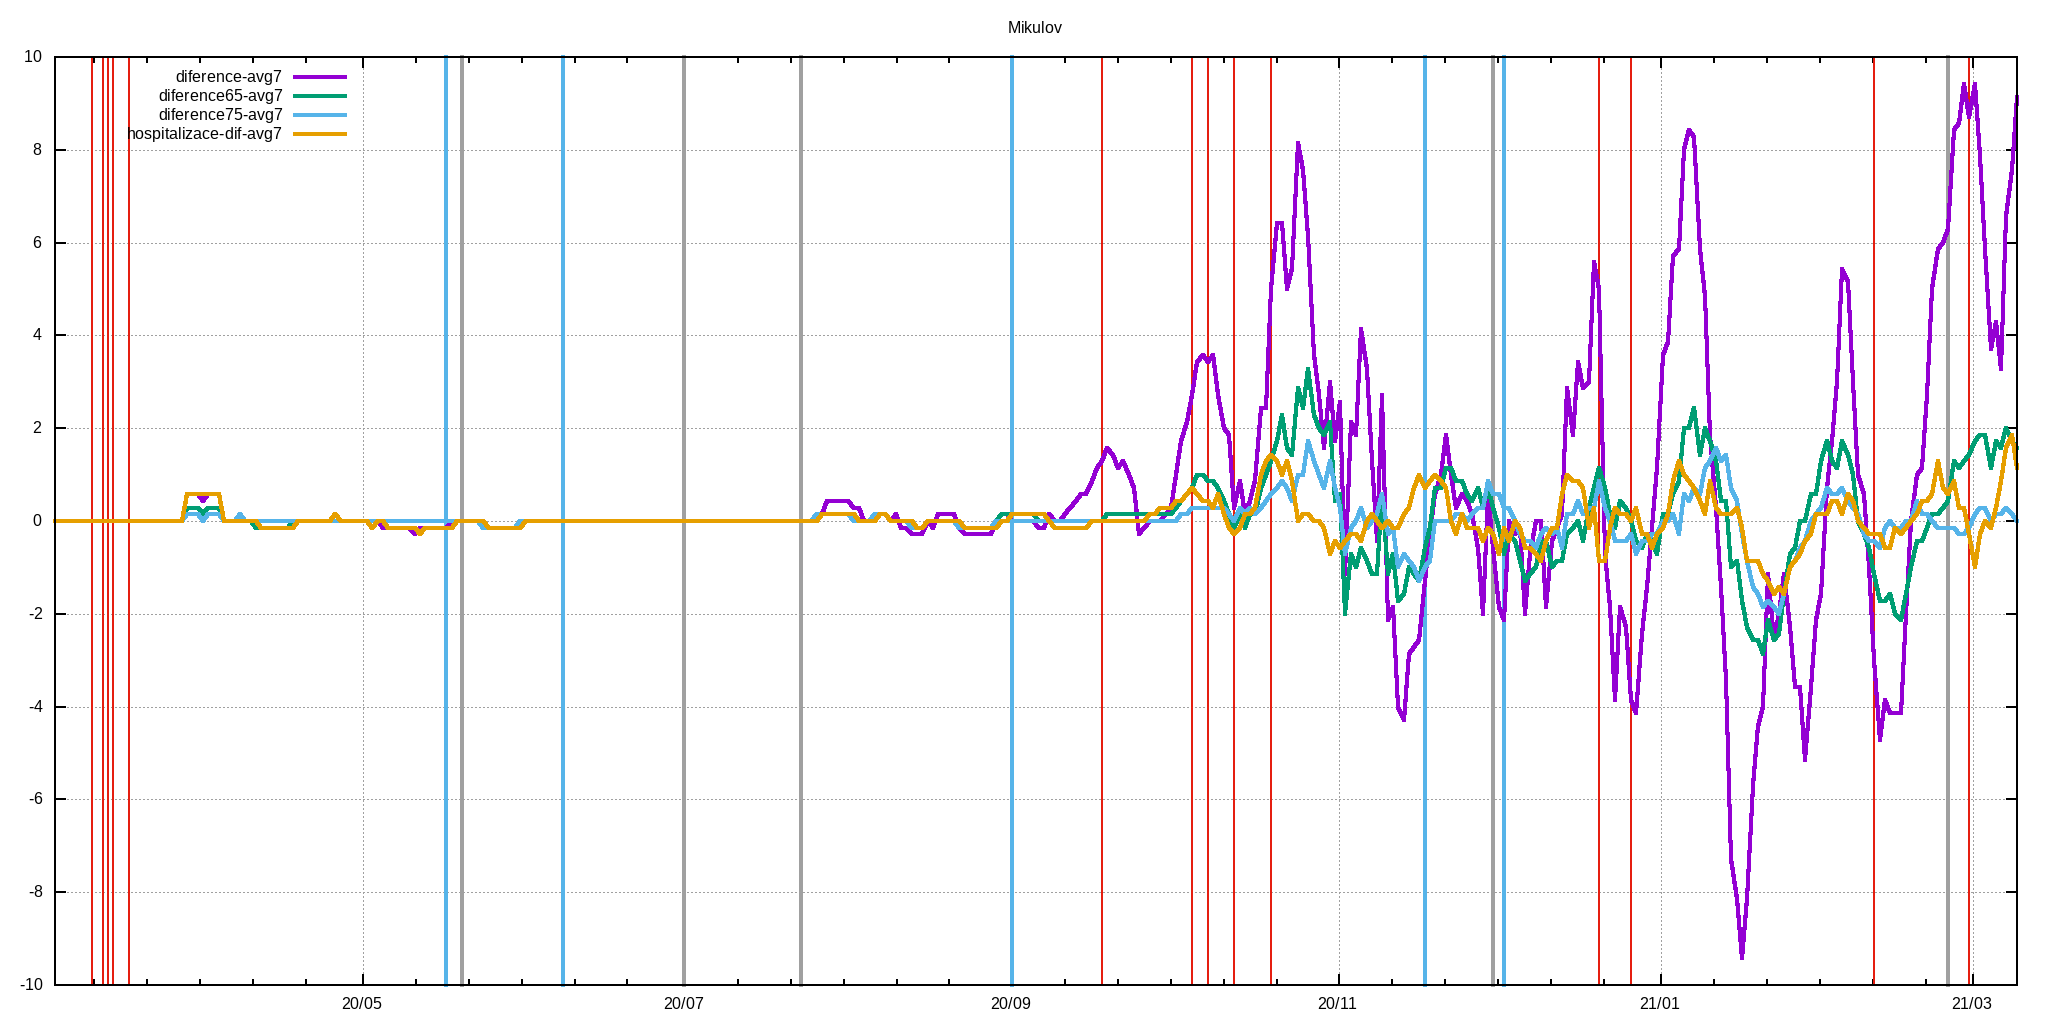 Mikulov
diference-avg7
diference65-avg7
diference75-avg7
hospitalizace-dif-avg7
10
8
6
4
2
0
-2
-4
-6
-8
-10
20/05 20/07 20/09 20/11 21/01 21/03